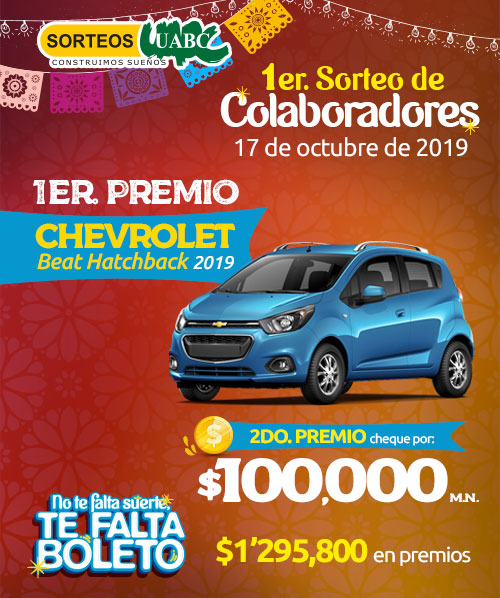 SORTEOS UABC
CONSTRUIMOS SUEÑOS
1er. Sorteo de
Colaboradores
17 de octubre de 2019
1ER. PREMIO
CHEVROLET
Beat Hatchback 2019
2DO. PREMIO cheque por:
$100,000 M.N.
No te falta suerte,
TE FALTA
BOLETO
$1'295,800 en premios